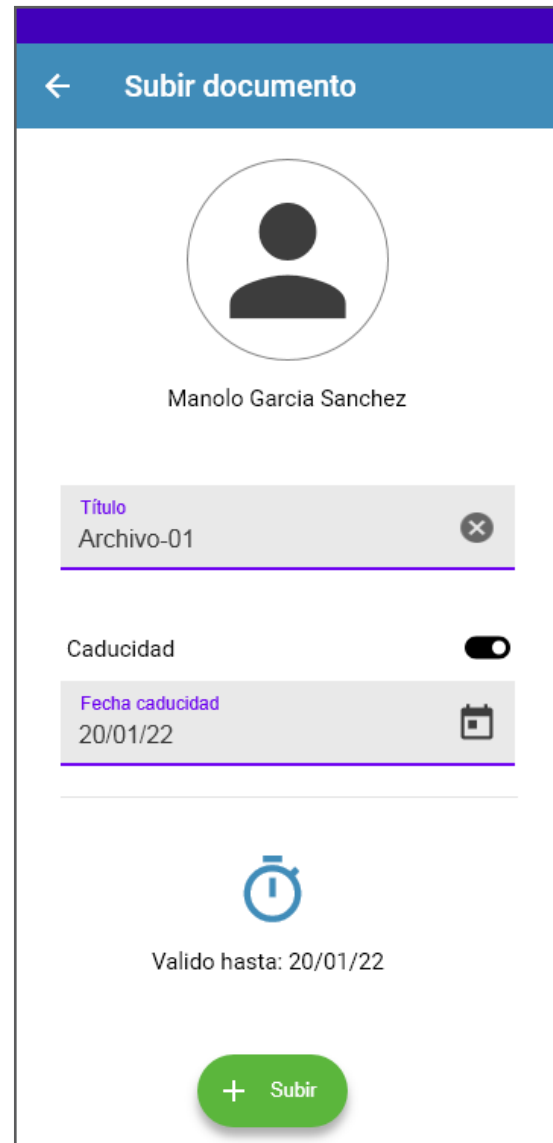 Subir documento
Manolo Garcia Sanchez
Título
Archivo-01
Caducidad
Fecha caducidad
20/01/22
Valido hasta: 20/01/22
+ Subir